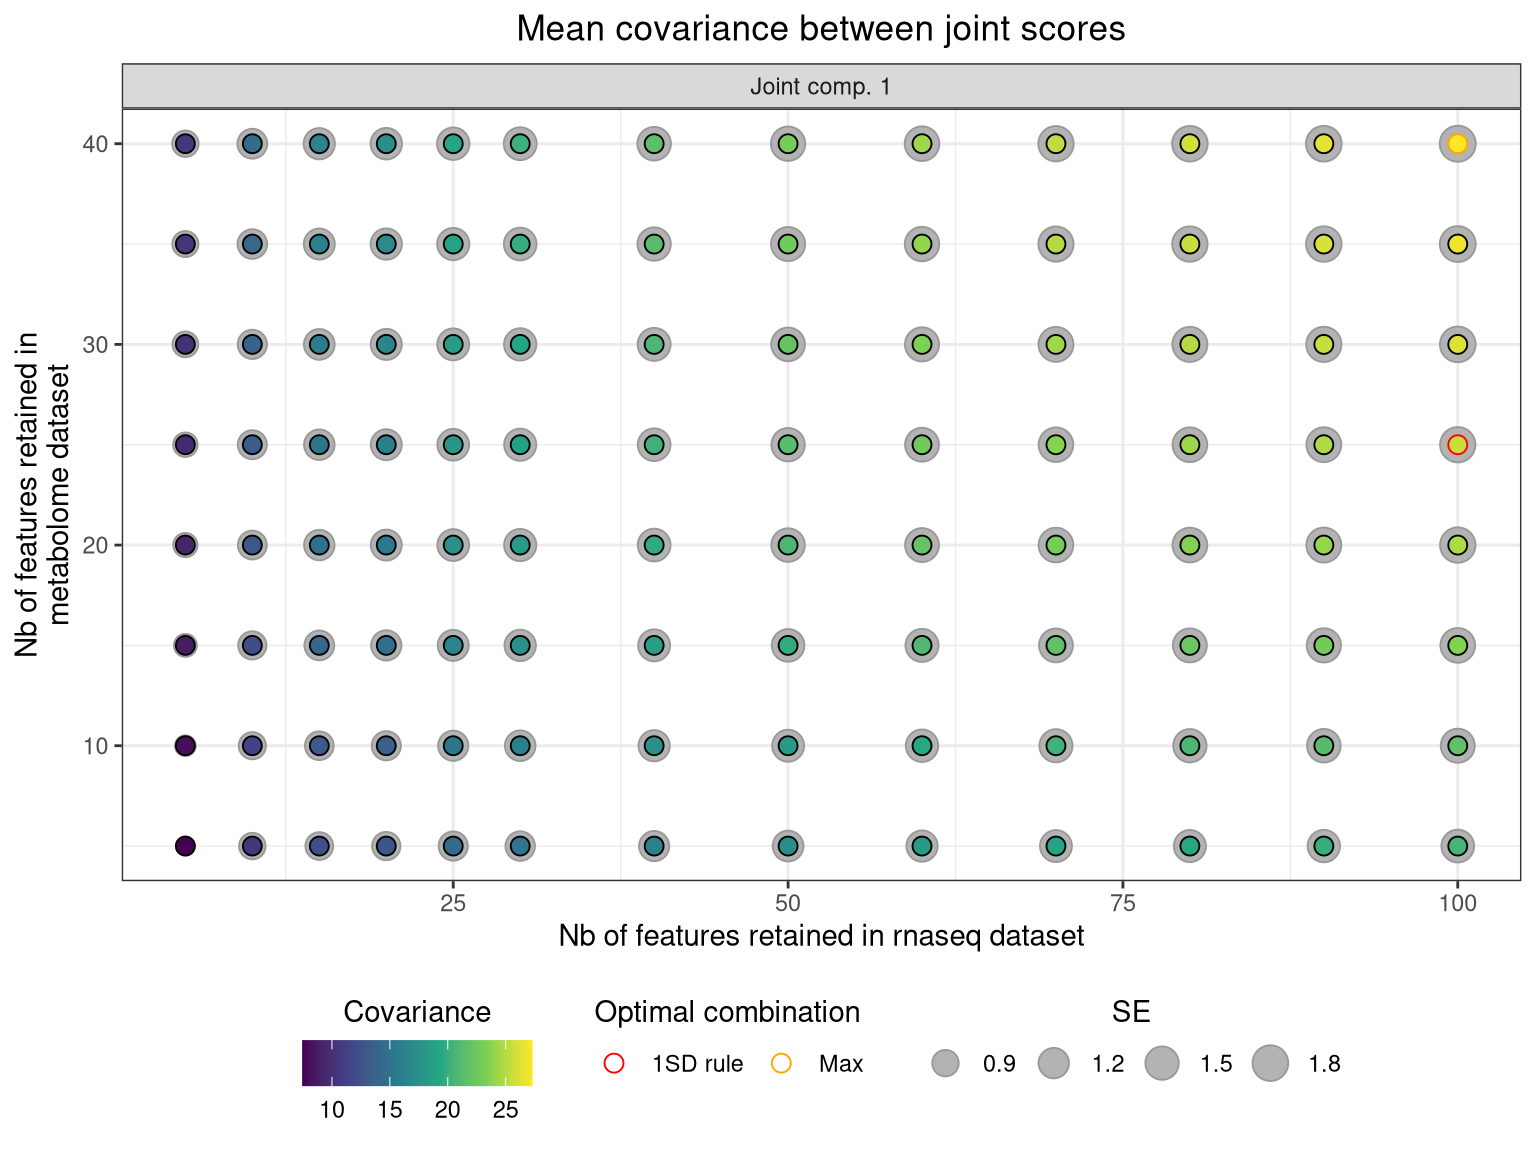 Mean covariance between joint scores
Joint comp. 1
40
30
20
10
Nb of features retained in
metabolome dataset
25
50
75
100
Nb of features retained in rnaseq dataset
Covariance
10
15
20
25
Optimal combination
1SD rule
Max
SE
0.9
1.2
1.5
1.8